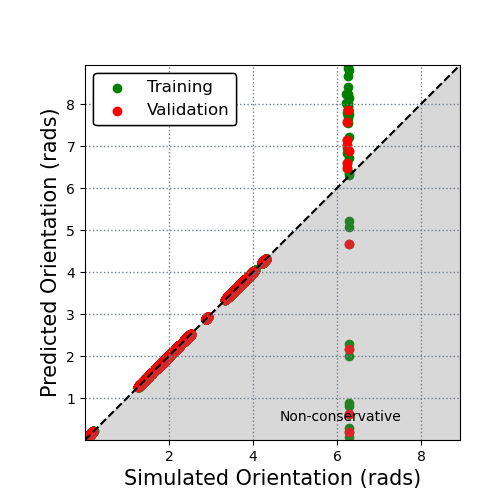 Training
Validation
Predicted Orientation (rads)
8
7
6
5
4
3
2
1
Non-conservative
2 4 6 8
Simulated Orientation (rads)